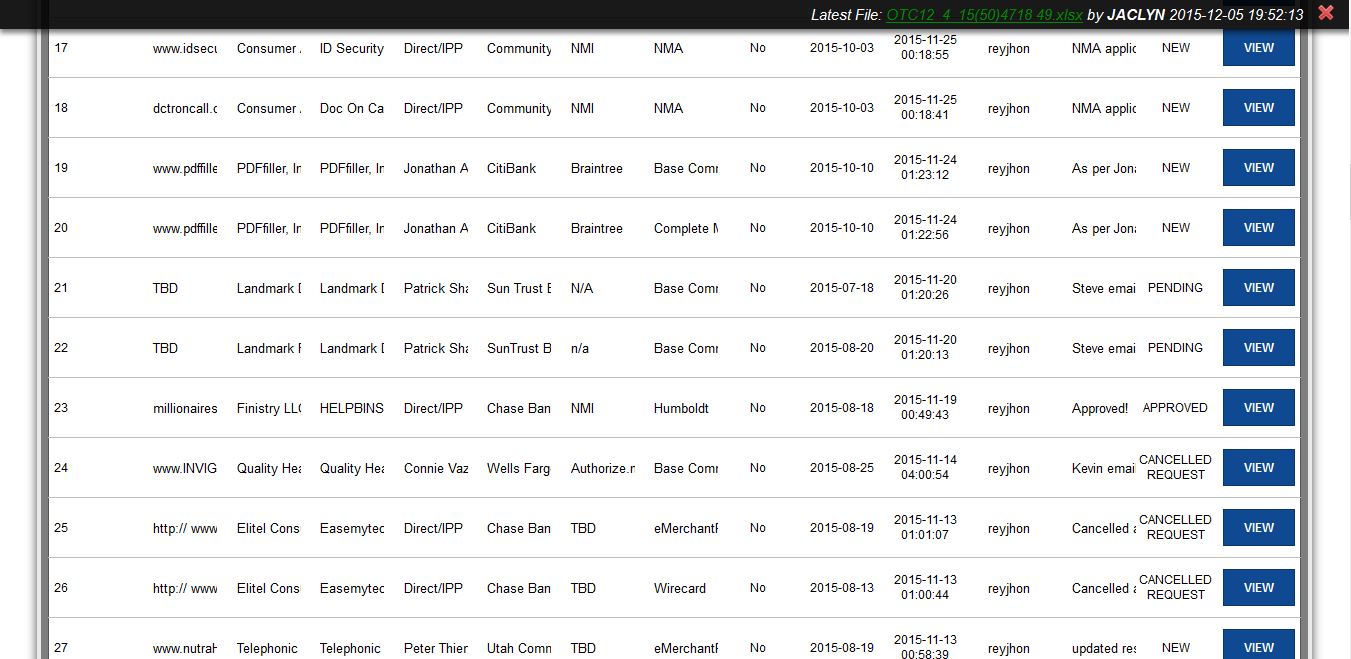 Latest File: OTC12_4_15(50)4718 49.xlsx by JACLYN 2015-12-05 19:52:13
17 www.idsecu Consumer A ID Security Direct/IPP Community NMI NMA No 2015-10-03 2015-11-25 00:18:55 reyjhon NMA applic NEW VIEW
18 dctroncall.c Consumer A Doc On Ca Direct/IPP Community NMI NMA No 2015-10-03 2015-11-25 00:18:41 reyjhon NMA applic NEW VIEW
19 www.pdffille PDFfiller, In PDFfiller, In Jonathan A CitiBank Braintree Base Comm No 2015-10-10 2015-11-24 01:23:12 reyjhon As per Jona NEW VIEW
20 www.pdffille PDFfiller, In PDFfiller, In Jonathan A CitiBank Braintree Complete M No 2015-10-10 2015-11-24 01:22:56 reyjhon As per Jona NEW VIEW
21 TBD Landmark D Landmark D Patrick Sha Sun Trust B N/A Base Comm No 2015-07-18 2015-11-20 01:20:26 reyjhon Steve emai PENDING VIEW
22 TBD Landmark F Landmark D Patrick Sha SunTrust B n/a Base Comm No 2015-08-20 2015-11-20 01:20:13 reyjhon Steve emai PENDING VIEW
23 millionaires Finistry LLC HELPBINS Direct/IPP Chase Ban NMI Humboldt No 2015-08-18 2015-11-19 00:49:43 reyjhon Approved! APPROVED VIEW
24 www.INVIG Quality Hea Quality Hea Connie Vaz Wells Farg Authorize.n Base Comm No 2015-08-25 2015-11-14 04:00:54 reyjhon Kevin emai CANCELLED REQUEST VIEW
25 http:// www Elitel Cons Easemytec Direct/IPP Chase Ban TBD eMerchantP No 2015-08-19 2015-11-13 01:01:07 reyjhon Cancelled a CANCELLED REQUEST VIEW
26 http:// www Elitel Cons Easemytec Direct/IPP Chase Ban TBD Wirecard No 2015-08-13 2015-11-13 01:00:44 reyjhon Cancelled a CANCELLED REQUEST VIEW
27 www.nutraH Telephonic Telephonic Peter Thier Utah Comm TBD eMerchantP No 2015-08-19 2015-11-13 00:58:39 reyjhon updated res NEW VIEW